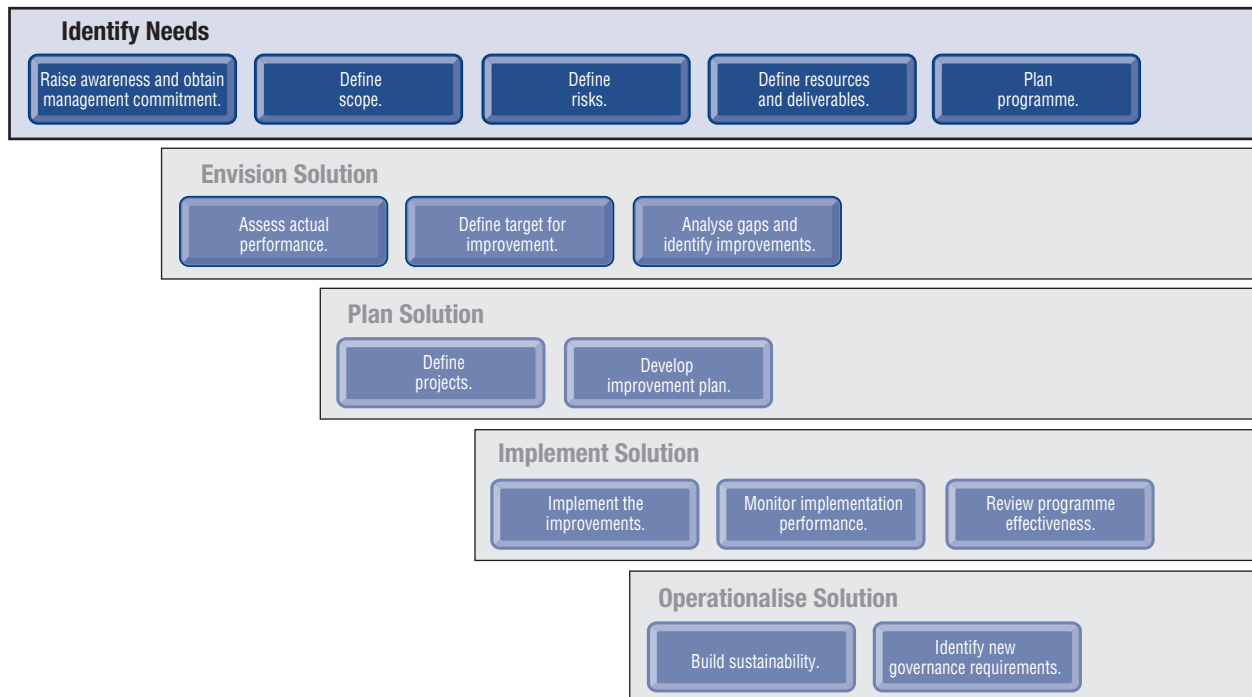 Identify Needs
Raise awareness and obtain
management commitment.
Define
scope.
Define
risks.
Define resources
and deliverables.
Plan
programme.
Envision Solution
Assess actual
performance.
Define target for
improvement.
Analyse gaps and
identify improvements.
Plan Solution
Define
projects.
Develop
improvement plan.
Implement Solution
Implement the
improvements.
Monitor implementation
performance.
Review programme
effectiveness.
Operationalise Solution
Build sustainability.
Identify new
governance requirements.